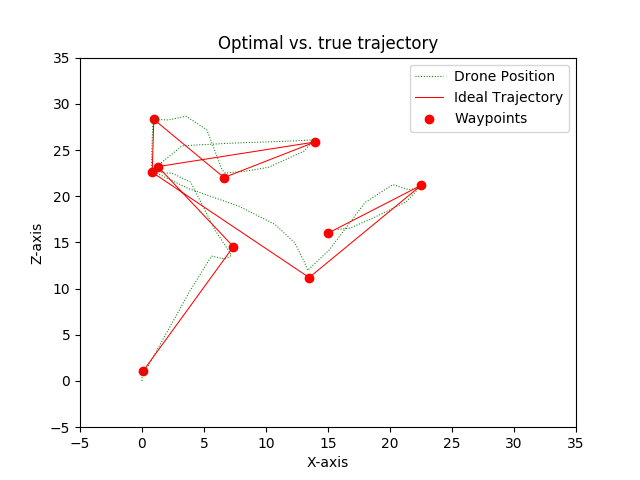 Optimal vs. true trajectory
Drone Position
Ideal Trajectory
Waypoints
35
30
25
20
15
10
5
0
−5
Z-axis
−5 0 5 10 15 20 25 30 35
X-axis